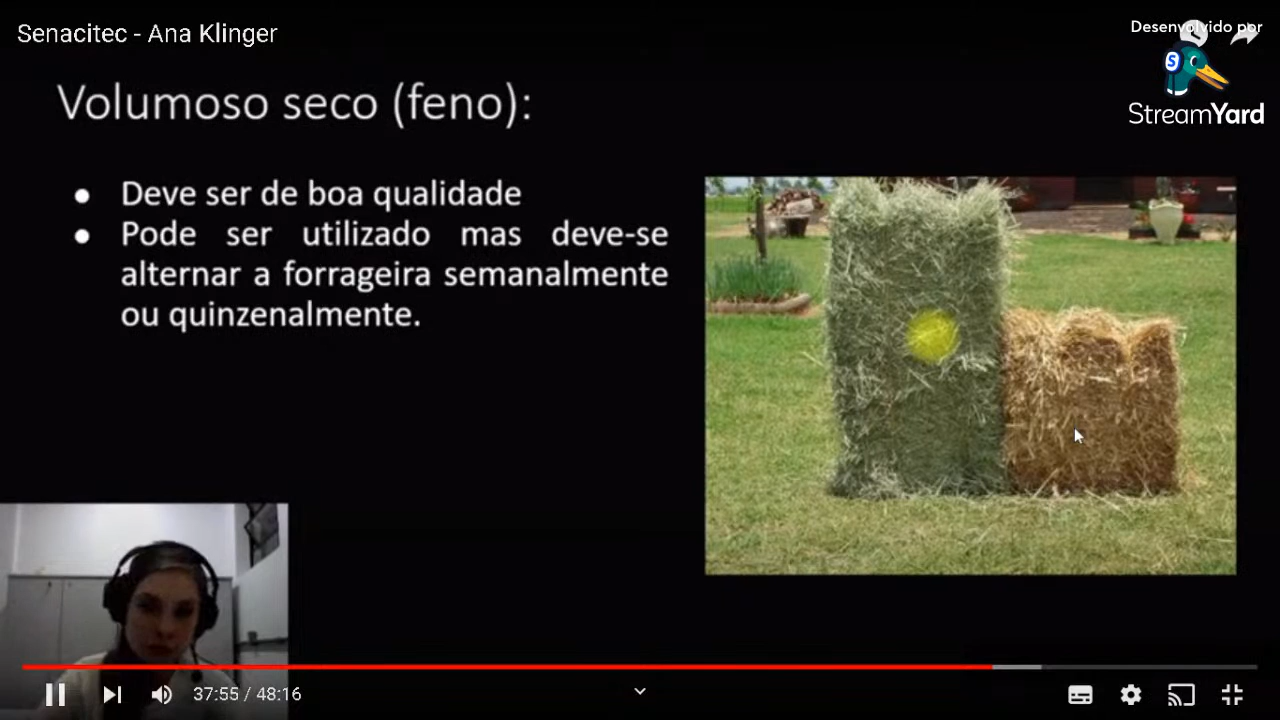 Senacitec - Ana Klinger
Desenvolvido por
StreamYard
Volumoso seco (feno):
● Deve ser de boa qualidade
● Pode ser utilizado mas deve-se
alternar a forrageira semanalmente
ou quinzenalmente.
37:55 / 48:16